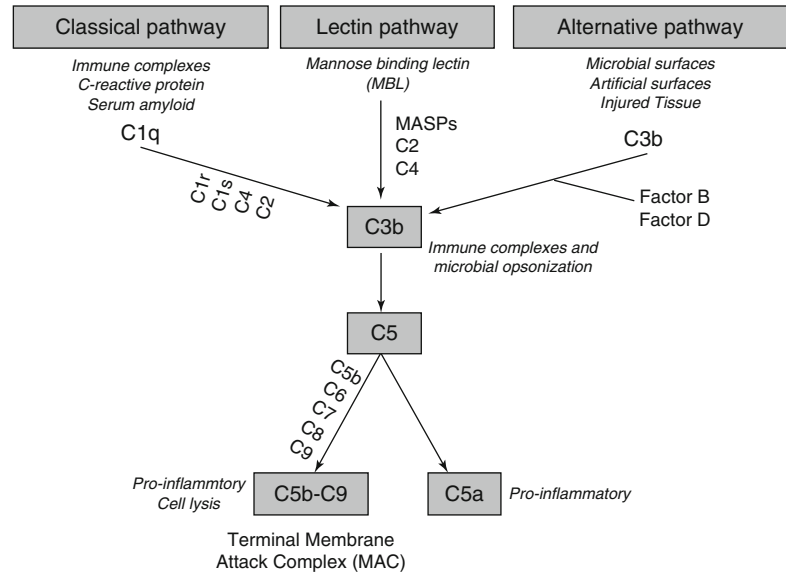 Classical pathway
Immune complexes
C-reactive protein
Serum amyloid
C1q
C1r
C1s
C4
C2
Lectin pathway
Mannose binding lectin
(MBL)
MASPs
C2
C4
Alternative pathway
Microbial surfaces
Artificial surfaces
Injured Tissue
C3b
Factor B
Factor D
C3b
Immune complexes and
microbial opsonization
C5
C5b
C6
C7
C8
C9
Pro-inflammtory
Cell lysis
C5b-C9
Terminal Membrane
Attack Complex (MAC)
C5a
Pro-inflammatory